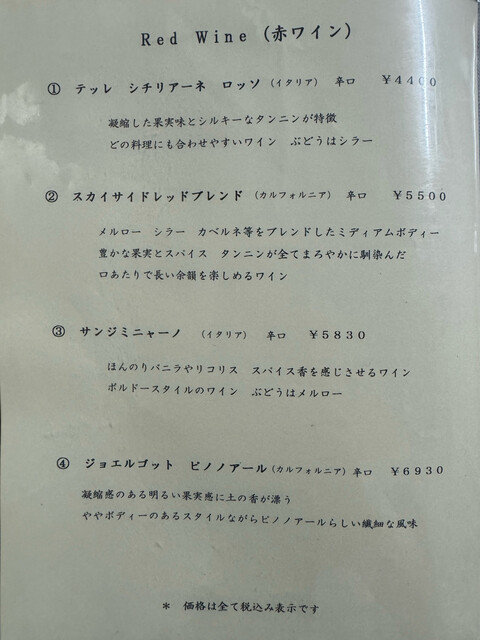 Red Wine (赤ワイン)
① テッレ シチリアーネ ロッソ (イタリア) 辛口 ¥4400
凝縮した果実味とシルキーなタンニンが特徴
どの料理にも合わせやすいワイン ぶどうはシラー
② スカイサイドレッドブレンド (カルフォルニア) 辛口 ¥5500
メルロー シラー カベルネ等をブレンドしたミディアムボディー
豊かな果実とスパイス タンニンが全てまろやかに馴染んだ
口あたりで長い余韻を楽しめるワイン
③ サンジミニャーノ (イタリア) 辛口 ¥5830
ほんのりバニラやリコリス スパイス香を感じさせるワイン
ボルドースタイルのワイン ぶどうはメルロー
④ ジョエルゴット ピノノアール (カルフォルニア) 辛口 ¥6930
凝縮感のある明るい果実感に土の香が漂う
ややボディーのあるスタイルながらピノノアールらしい繊細な風味
* 価格は全て税込み表示です